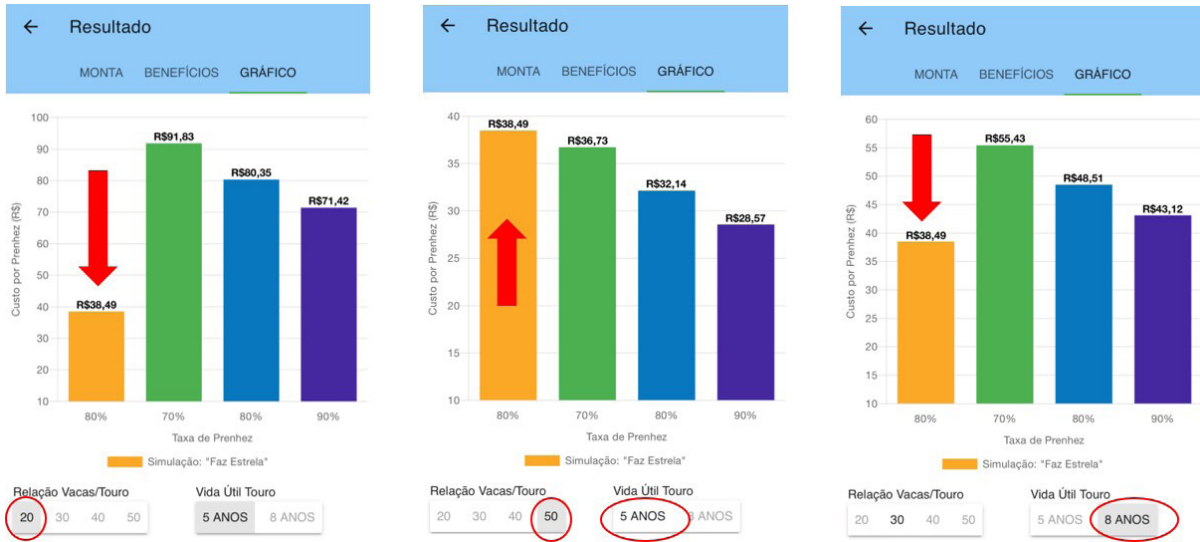 ← Resultado
MONTA BENEFÍCIOS GRÁFICO
100
90
80
70
60
50
40
30
20
10
Custo por Prenhez (R$)
R$38,49
R$91,83
R$80,35
R$71,42
80% 70% 80% 90%
Taxa de Prenhez
Simulação: "Faz Estrela"
Relação Vacas/Touro Vida Útil Touro
20 30 40 50 5 ANOS 8 ANOS
← Resultado
MONTA BENEFÍCIOS GRÁFICO
40
35
30
25
20
15
10
Custo por Prenhez (R$)
R$38,49
R$36,73
R$32,14
R$28,57
80% 70% 80% 90%
Taxa de Prenhez
Simulação: "Faz Estrela"
Relação Vacas/Touro Vida Útil Touro
20 30 40 50 5 ANOS 8 ANOS
← Resultado
MONTA BENEFÍCIOS GRÁFICO
60
55
50
45
40
35
30
25
20
15
10
Custo por Prenhez (R$)
R$38,49
R$55,43
R$48,51
R$43,12
80% 70% 80% 90%
Taxa de Prenhez
Simulação: "Faz Estrela"
Relação Vacas/Touro Vida Útil Touro
20 30 40 50 5 ANOS 8 ANOS